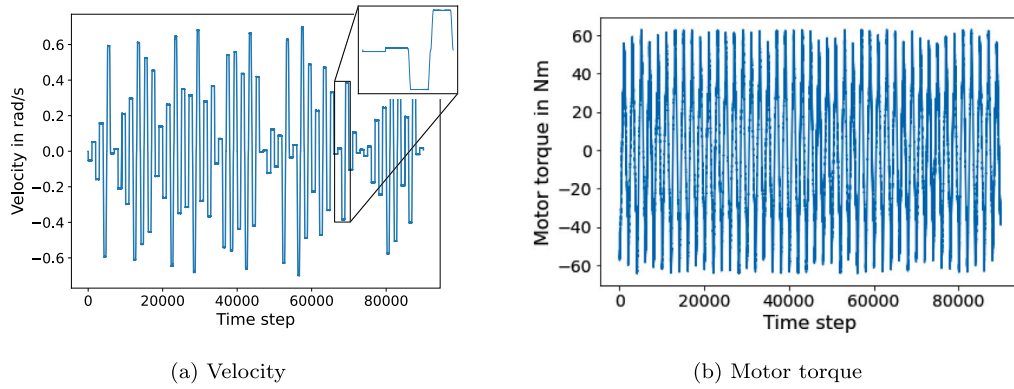 Velocity in rad/s
0.6
0.4
0.2
0.0
−0.2
−0.4
−0.6
0 20000 40000 60000 80000
Time step
(a) Velocity
Motor torque in Nm
60
40
20
0
−20
−40
−60
0 20000 40000 60000 80000
Time step
(b) Motor torque